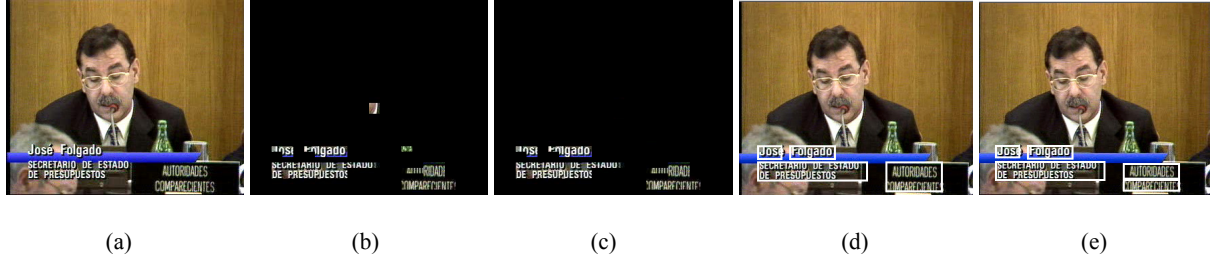 José Folgado
SECRETARIO DE ESTADO
DE PRESUPUESTOS
AUTORIDADES
COMPARECIENTES
José Folgado
SECRETARIO DE ESTADO
DE PRESUPUESTOS
AUTORIDADES
COMPARECIENTES
José Folgado
SECRETARIO DE ESTADO
DE PRESUPUESTOS
AUTORIDADES
COMPARECIENTES
(a) (b) (c) (d) (e)